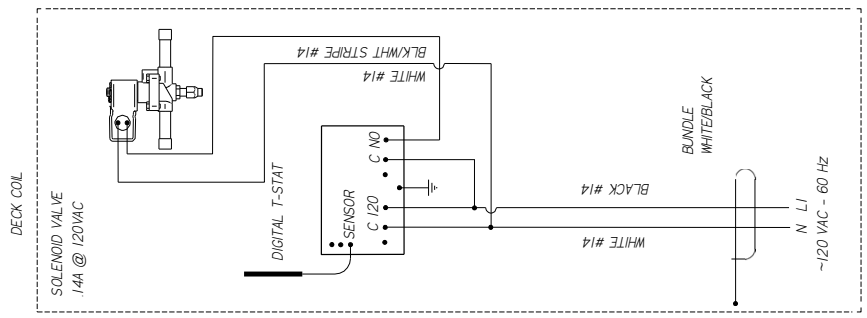 DECK COIL
SOLENOID VALVE
.14A @ 120VAC
BLK/WHT STRIPE #14
WHITE #14
DIGITAL T-STAT
SENSOR
C NO
C 120
BLACK #14
WHITE #14
BUNDLE
WHITE/BLACK
N L1
~120 VAC - 60 Hz